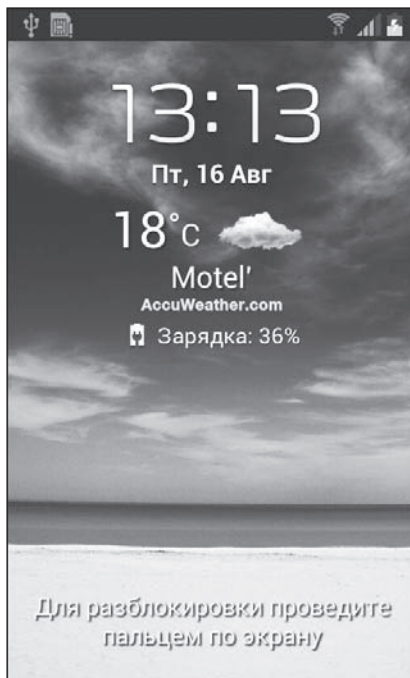 13:13
Пт, 16 Авг
18°C
Motel'
AccuWeather.com
Зарядка: 36%
Для разблокировки проведите
пальцем по экрану